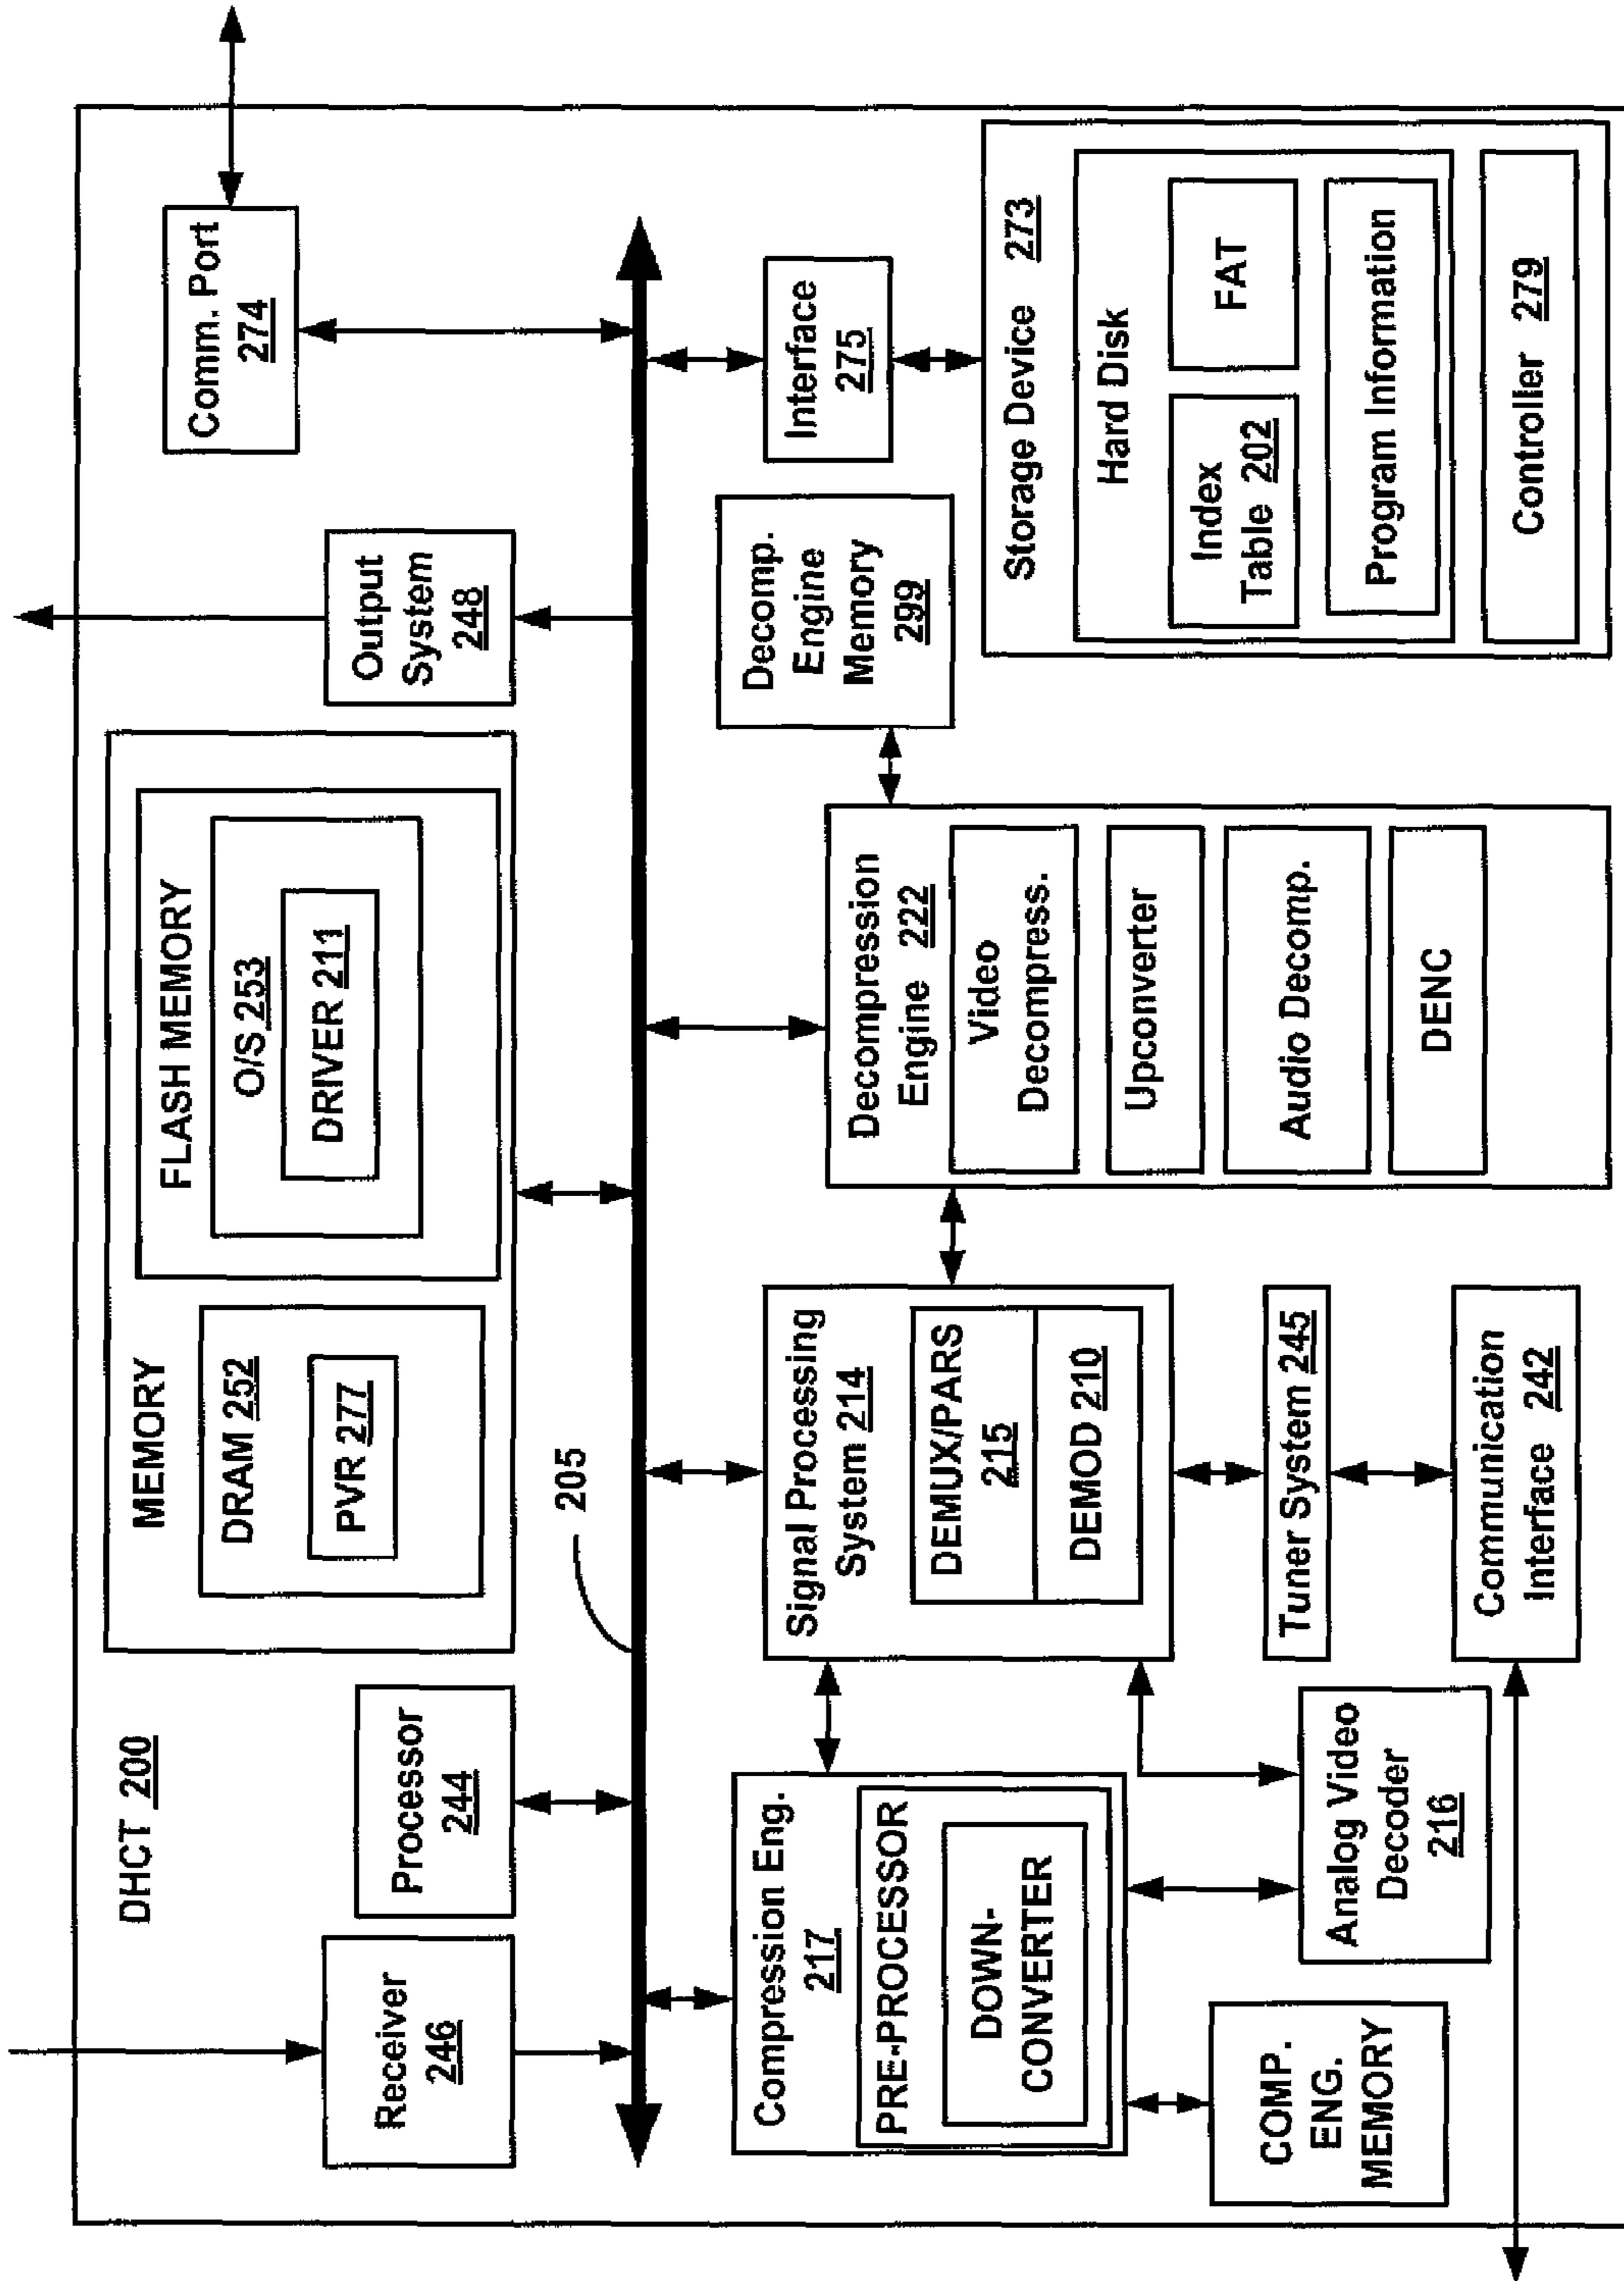 DHCT 200
Receiver
246
Processor
244
MEMORY
DRAM 252
PVR 277
FLASH MEMORY
O/S 253
DRIVER 211
Output
System
248
Comm. Port
274
205
Compression Eng.
217
PRE-PROCESSOR
DOWN-
CONVERTER
COMP.
ENG.
MEMORY
Analog Video
Decoder
216
Signal Processing
System 214
DEMUX/PARS
215
DEMOD 210
Tuner System 245
Communication
Interface 242
Decompression
Engine 222
Video
Decompress.
Upconverter
Audio Decomp.
DENC
Decomp.
Engine
Memory
299
Interface
275
Storage Device 273
Hard Disk
Index
Table 202
FAT
Program Information
Controller 279